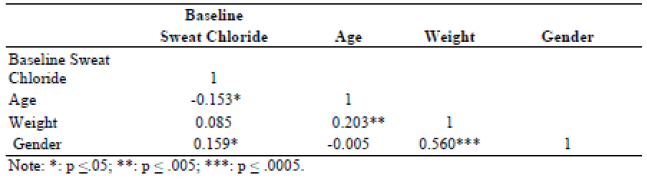 Baseline
Sweat Chloride Age Weight Gender
Baseline Sweat
Chloride 1
Age -0.153* 1
Weight 0.085 0.203** 1
Gender 0.159* -0.005 0.560*** 1
Note: *: p ≤.05; **: p ≤ .005; ***: p ≤ .0005.